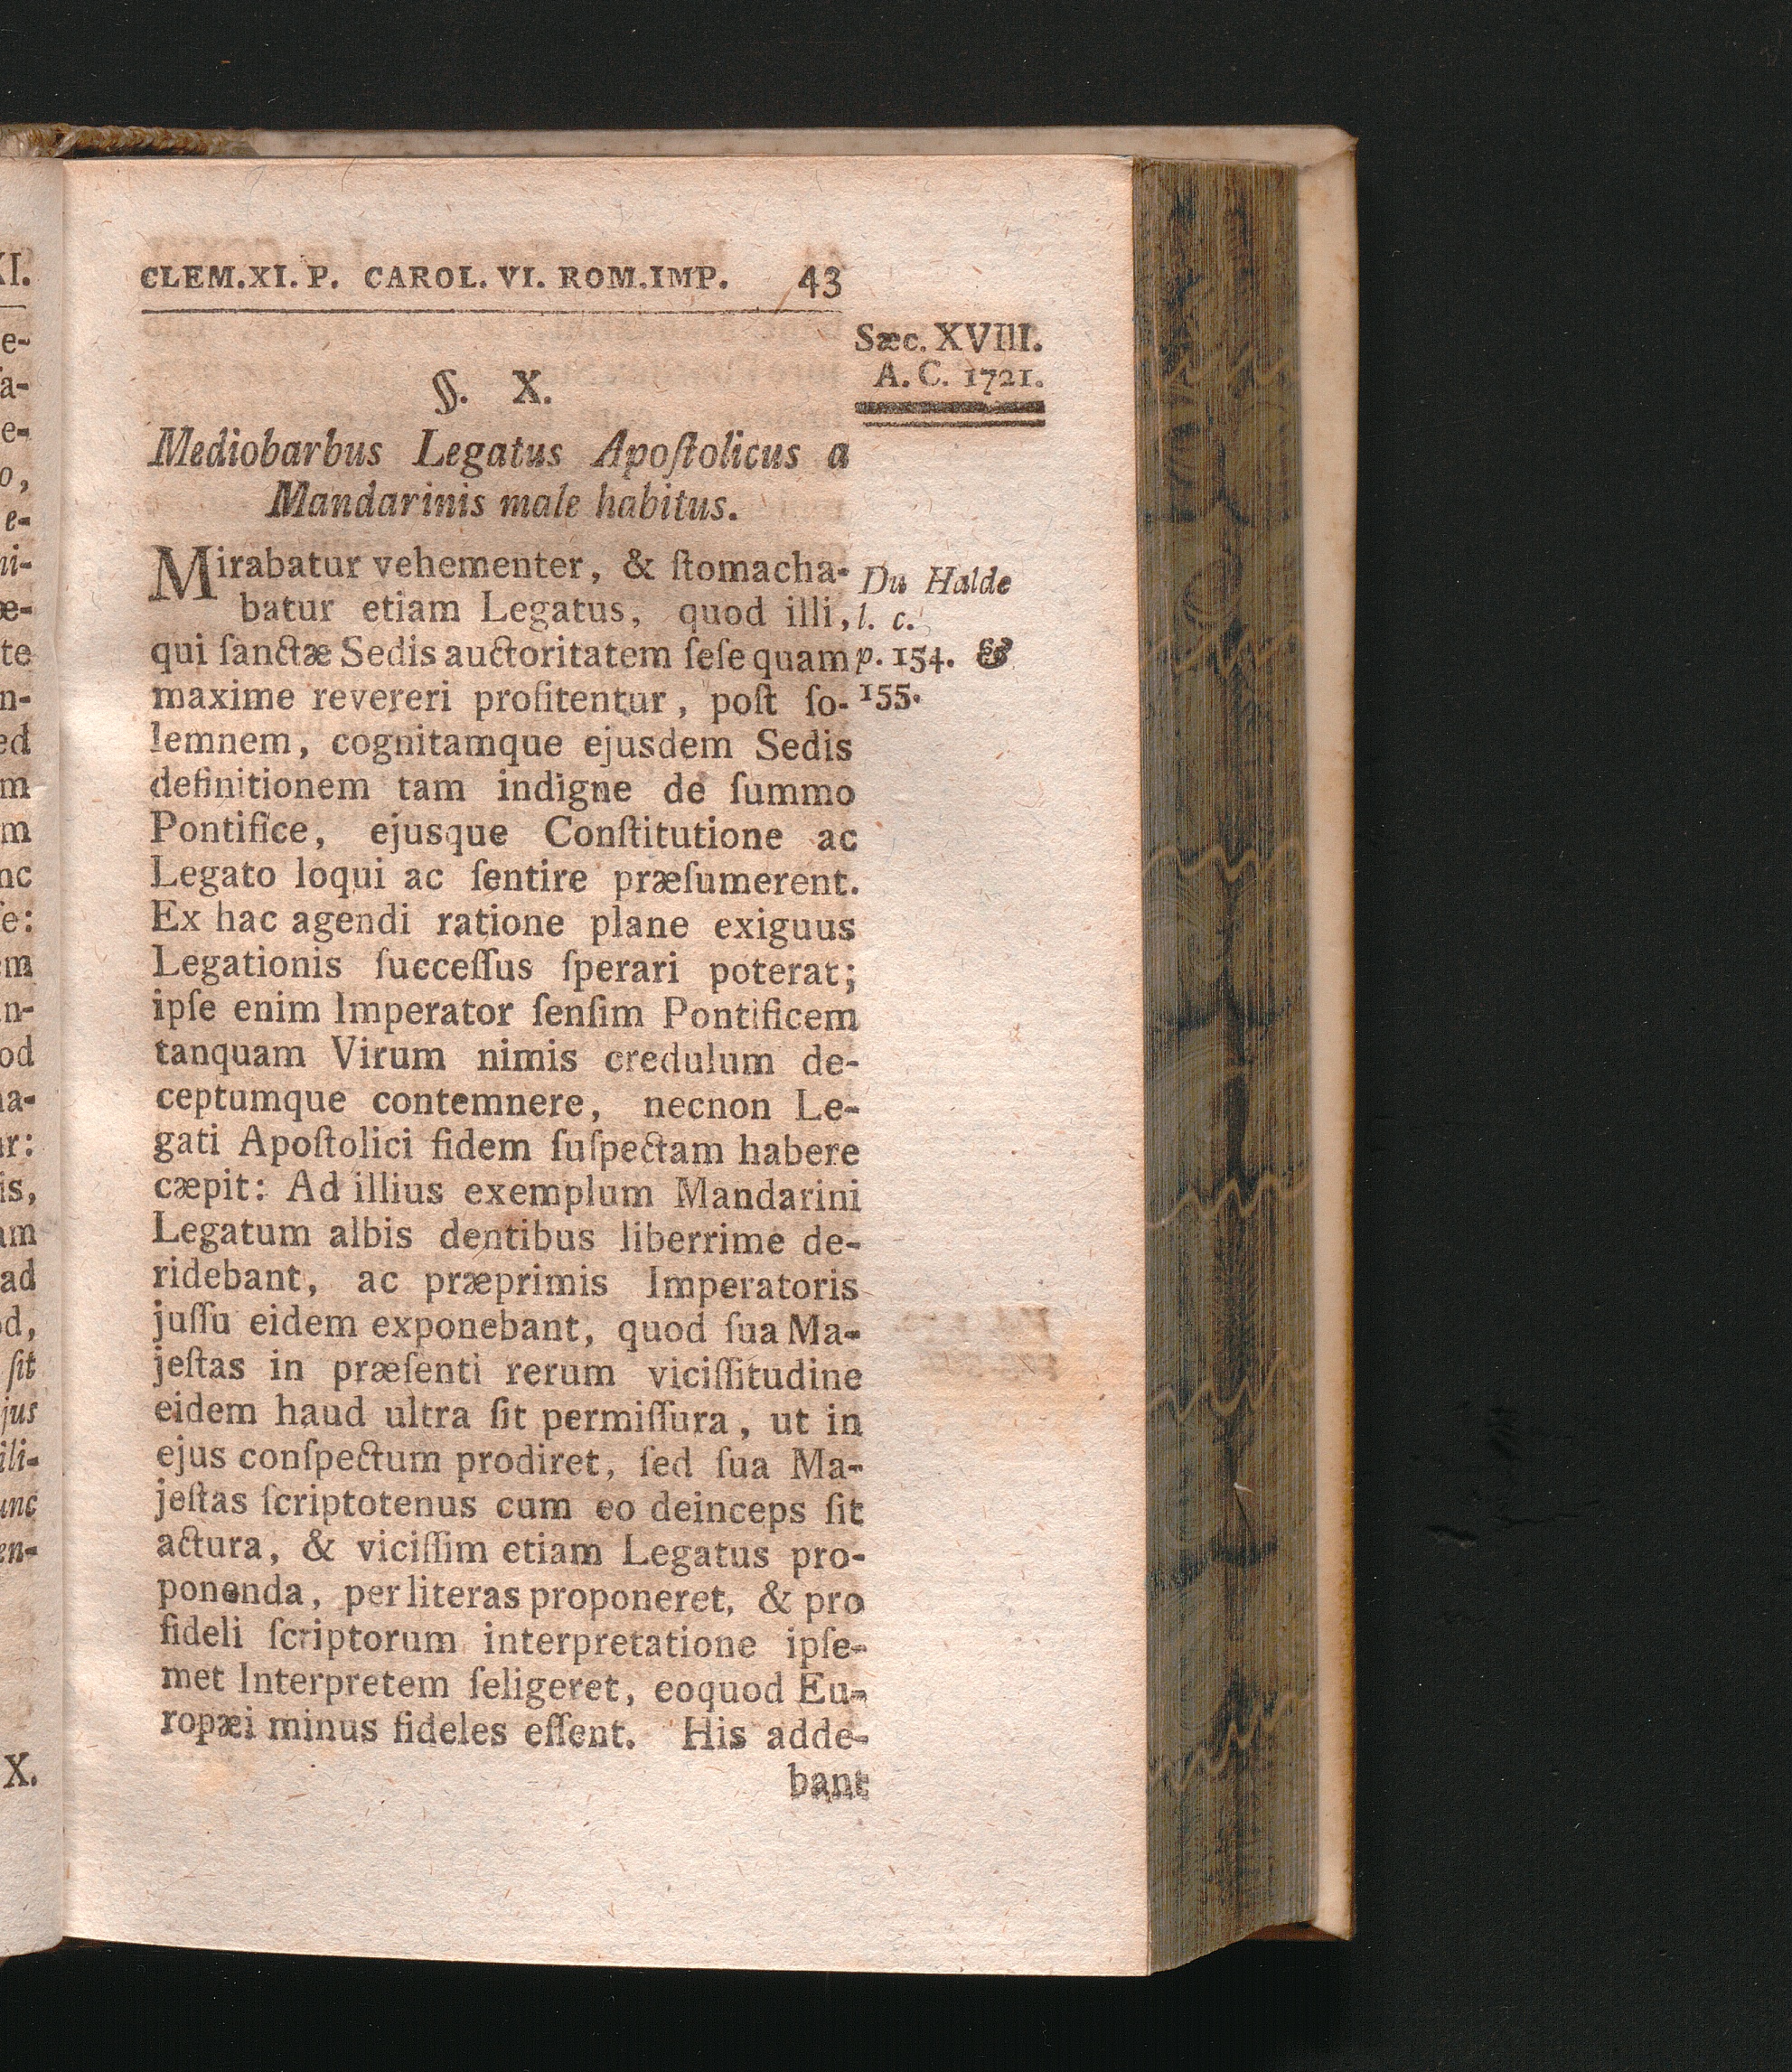 CLEM.XI.P. CAROL.VI. ROM.IMP. 43
Sæc. XVIII.
A. C. 1721.
§. X.
Mediobarbus Legatus Apoſtolicus a
Mandarinis male habitus.
Mirabatur vehementer, & ſtomacha-
batur etiam Legatus, quod illi,
qui ſanctæ Sedis auctoritatem ſeſe quam
maxime revereri profitentur, poſt ſo-
lemnem, cognitamque ejusdem Sedis
definitionem tam indigne de ſummo
Pontifice, ejusque Conſtitutione ac
Legato loqui ac ſentire præſumerent.
Ex hac agendi ratione plane exiguus
Legationis ſucceſſus ſperari poterat;
ipſe enim Imperator ſenſim Pontificem
tanquam Virum nimis credulum de-
ceptumque contemnere, necnon Le-
gati Apoſtolici fidem ſuſpectam habere
cæpit: Ad illius exemplum Mandarini
Legatum albis dentibus liberrime de-
ridebant, ac præprimis Imperatoris
juſſu eidem exponebant, quod ſua Ma-
jeſtas in præſenti rerum viciſſitudine
eidem haud ultra ſit permiſſura, ut in
ejus conſpectum prodiret, ſed ſua Ma-
jeſtas ſcriptotenus cum eo deinceps ſit
actura, & viciſſim etiam Legatus pro-
ponenda, per literas proponeret, & pro
fideli ſcriptorum interpretatione ipſe-
met Interpretem ſeligeret, eoquod Eu-
ropæi minus fideles eſſent. His adde-
bant
Du Halde
l. c.
p. 154. &
155.